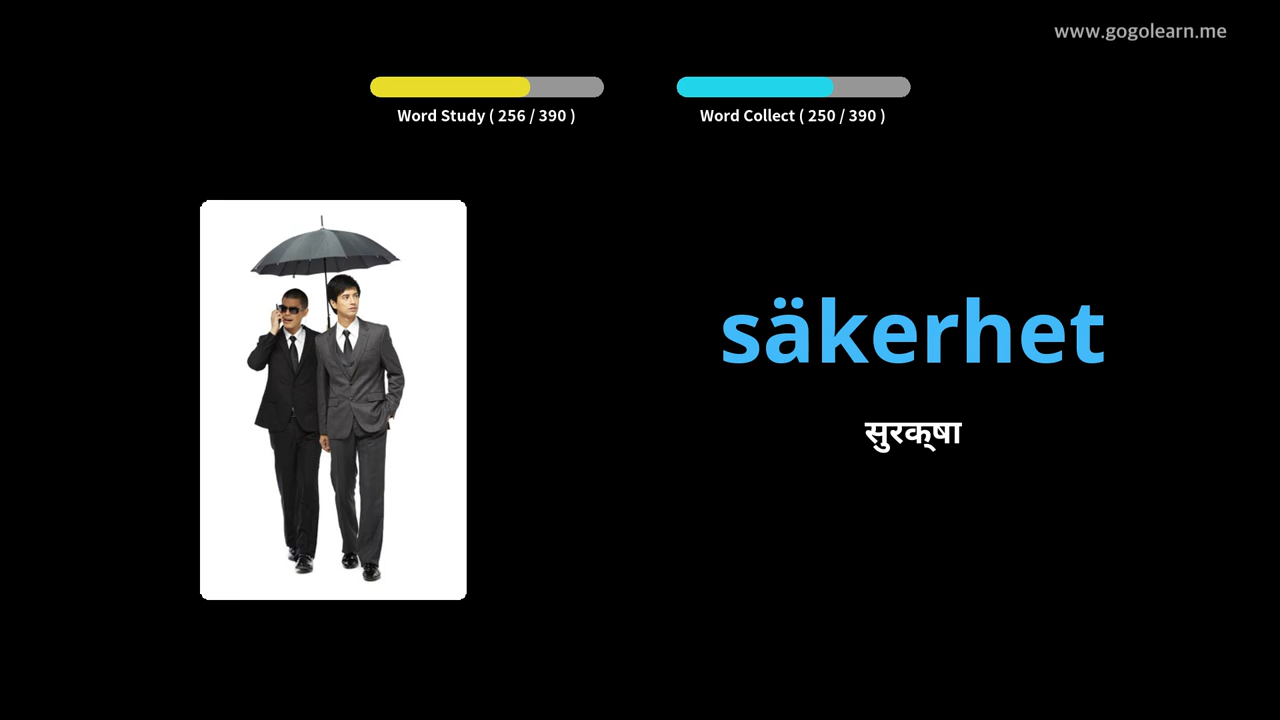 www.gogolearn.me
Word Study ( 256 / 390 )
Word Collect ( 250 / 390 )
säkerhet
सुरक्षा